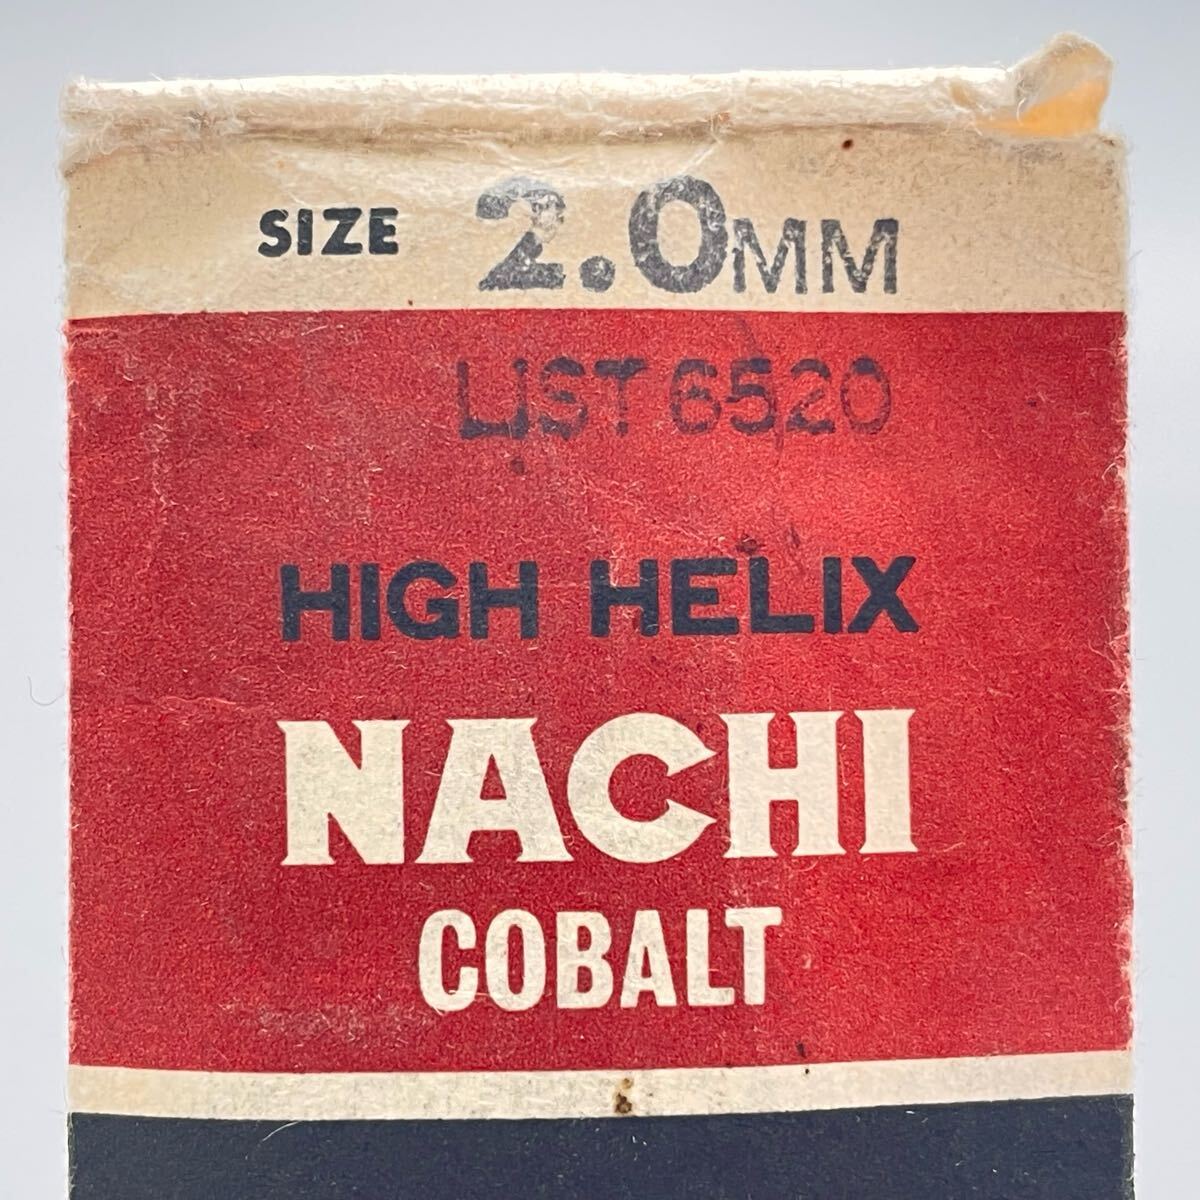 SIZE 2.0MM
LIST 6520
HIGH HELIX
NACHI
COBALT